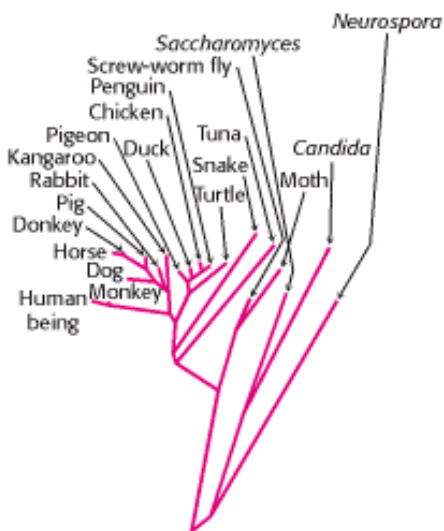 Neurospora
Saccharomyces
Screw-worm fly
Penguin
Chicken
Pigeon
Duck
Tuna
Candida
Kangaroo
Snake
Moth
Rabbit
Turtle
Pig
Donkey
Horse
Dog
Monkey
Human
being